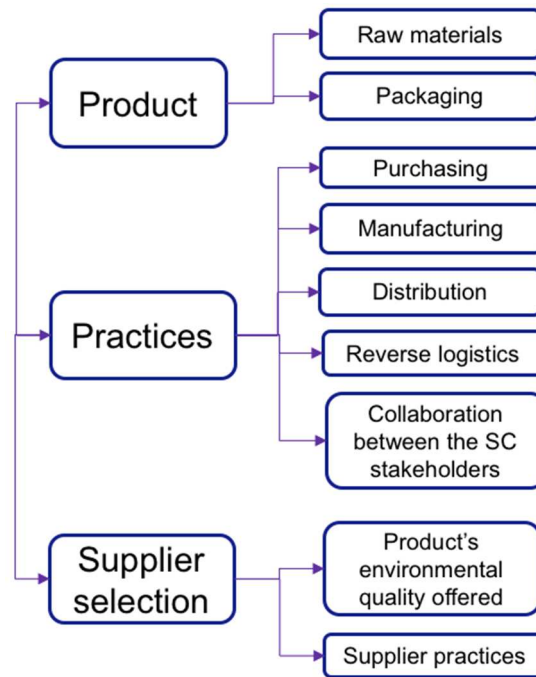 Product
Raw materials
Packaging
Practices
Purchasing
Manufacturing
Distribution
Reverse logistics
Collaboration
between the SC
stakeholders
Supplier
selection
Product's
environmental
quality offered
Supplier practices